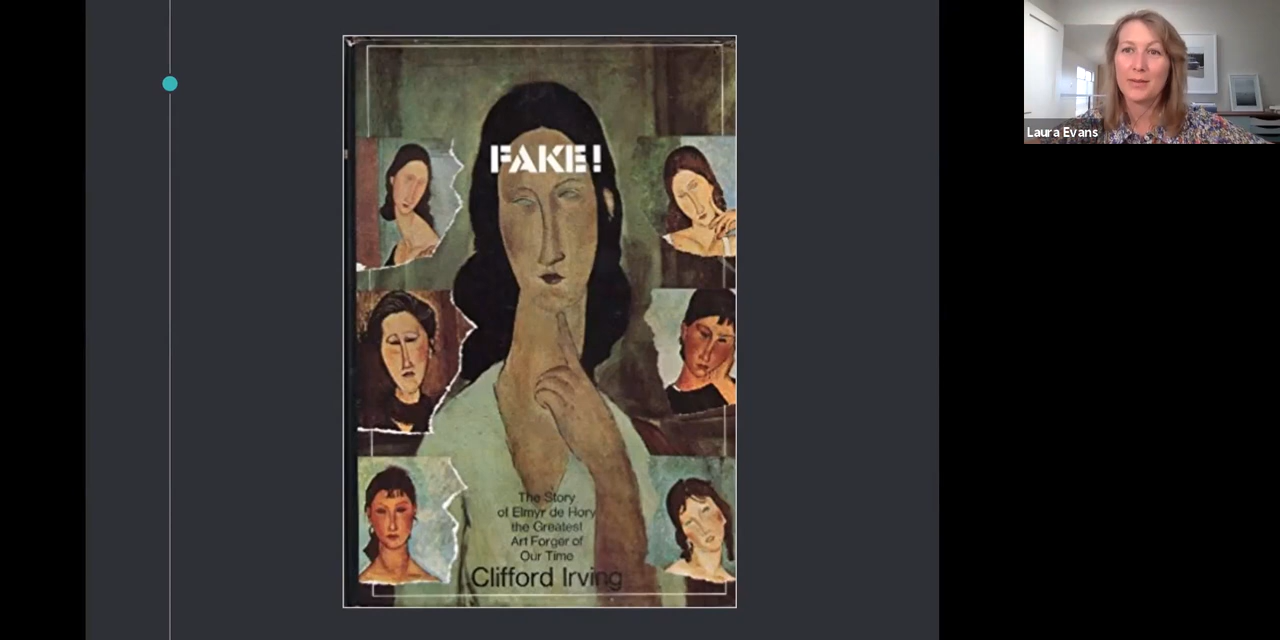 FAKE!
The Story
of Elmyr de Hory
the Greatest
Art Forger of
Our Time
Clifford Irving
Laura Evans